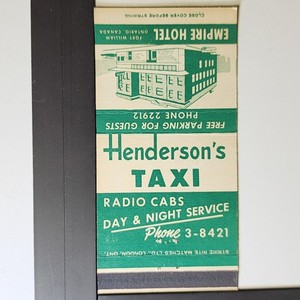 CLOSE COVER BEFORE STRIKING
FORT WILLIAM
ONTARIO, CANADA
EMPIRE HOTEL
PHONE 22912
FREE PARKING FOR GUESTS
Henderson's
TAXI
RADIO CABS
DAY & NIGHT SERVICE
Phone 3-8421
STRIKE RITE MATCHES LTD., LONDON, ONT.